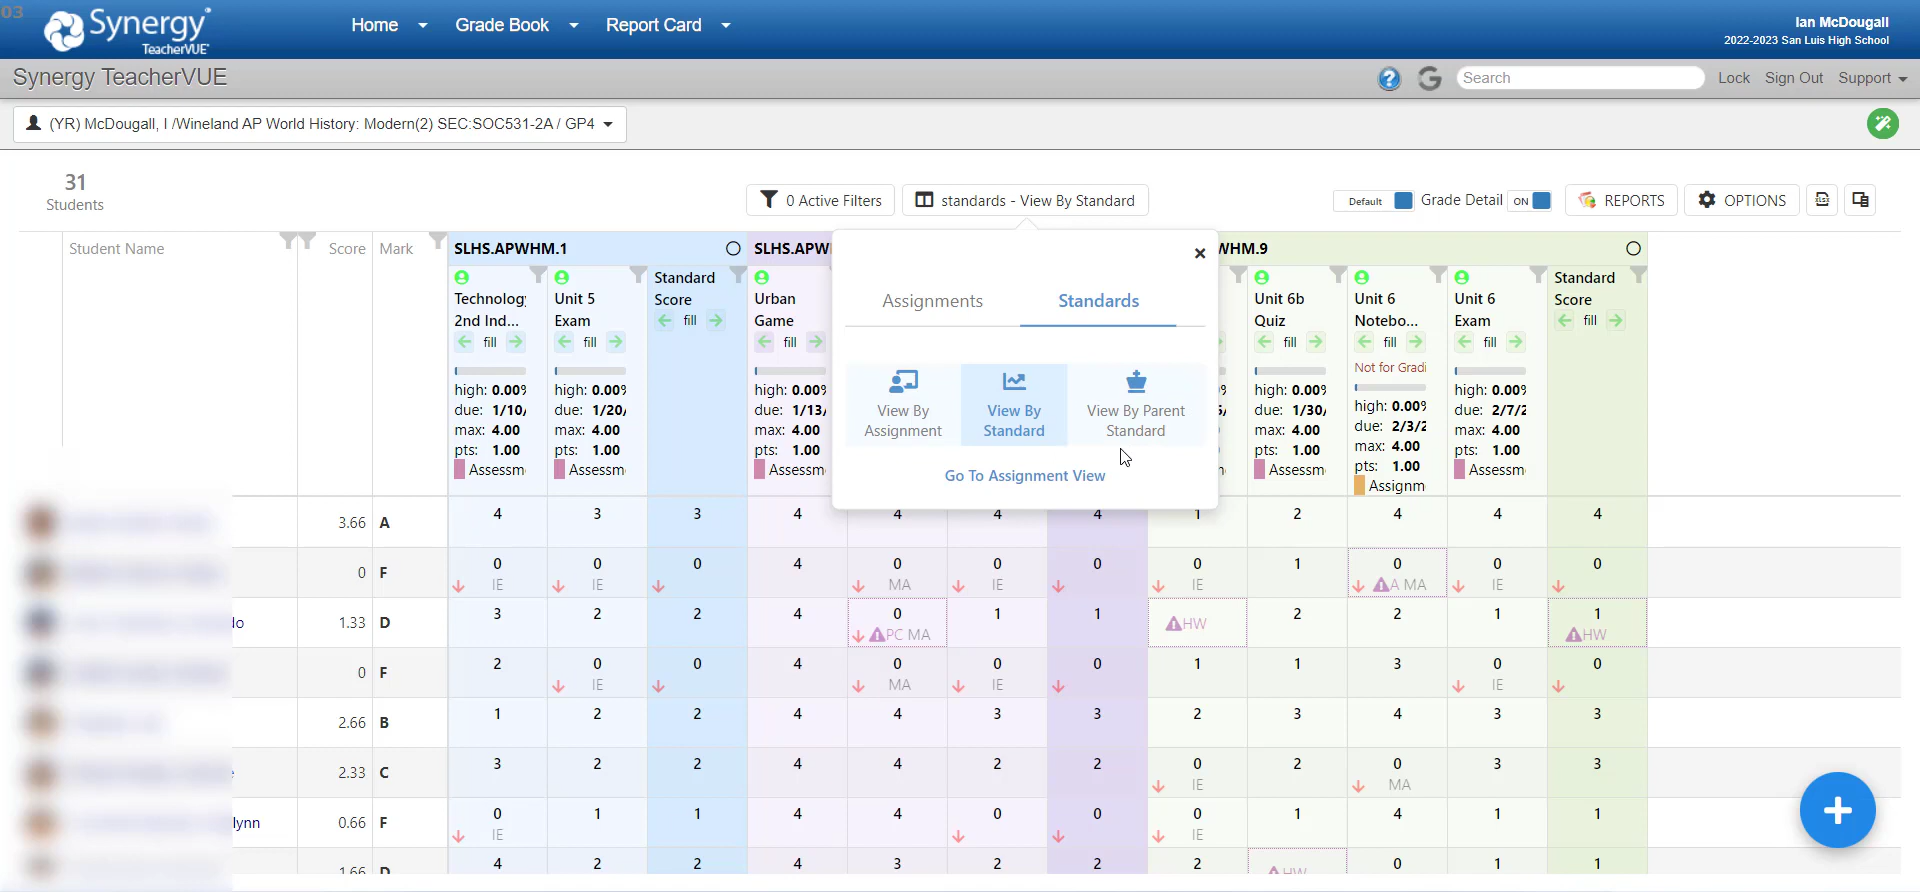 03
Synergy
TeacherVUE
Home
Grade Book
Report Card
Ian McDougall
2022-2023 San Luis High School
Synergy TeacherVUE
Search
Lock
Sign Out
Support
(YR) McDougall, I /Wineland AP World History: Modern(2) SEC:SOC531-2A / GP4
31
Students
0 Active Filters
standards - View By Standard
Default
Grade Detail
ON
REPORTS
OPTIONS
Student Name
Score
Mark
SLHS.APWHM.1
SLHS.APW
WHM.9
Technolog
2nd Ind...
fill
high: 0.00%
due: 1/10/
max: 4.00
pts: 1.00
Assessm
Unit 5
Exam
fill
high: 0.00%
due: 1/20/
max: 4.00
pts: 1.00
Assessm
Standard
Score
fill
Urban
Game
fill
high: 0.00%
due: 1/13/
max: 4.00
pts: 1.00
Assessm
Assignments
Standards
View By
Assignment
View By
Standard
View By Parent
Standard
Go To Assignment View
Unit 6b
Quiz
fill
high: 0.00%
due: 1/30/
max: 4.00
pts: 1.00
Assessm
Unit 6
Notebo...
fill
Not for Gradi
high: 0.00%
due: 2/3/2
max: 4.00
pts: 1.00
Assignm
Unit 6
Exam
fill
high: 0.00%
due: 2/7/2
max: 4.00
pts: 1.00
Assessm
Standard
Score
fill
3.66 A 4 3 3 4 4 4 4 1 2 4 4 4
0 F 0 0 0 4 0 0 0 0 1 0 0 0
IE IE MA IE IE A MA IE
1.33 D 3 2 2 4 0 1 1 2 2 1 1
PC MA HW HW
0 F 2 0 0 4 0 0 0 1 1 3 0 0
IE MA IE IE
2.66 B 1 2 2 4 4 3 3 2 3 4 3 3
2.33 C 3 2 2 4 4 2 2 0 2 0 3 3
IE MA
lynn 0.66 F 0 1 1 4 4 0 0 0 1 4 1 1
IE IE
1.66 D 4 2 2 4 3 2 2 2 0 1 1
HW